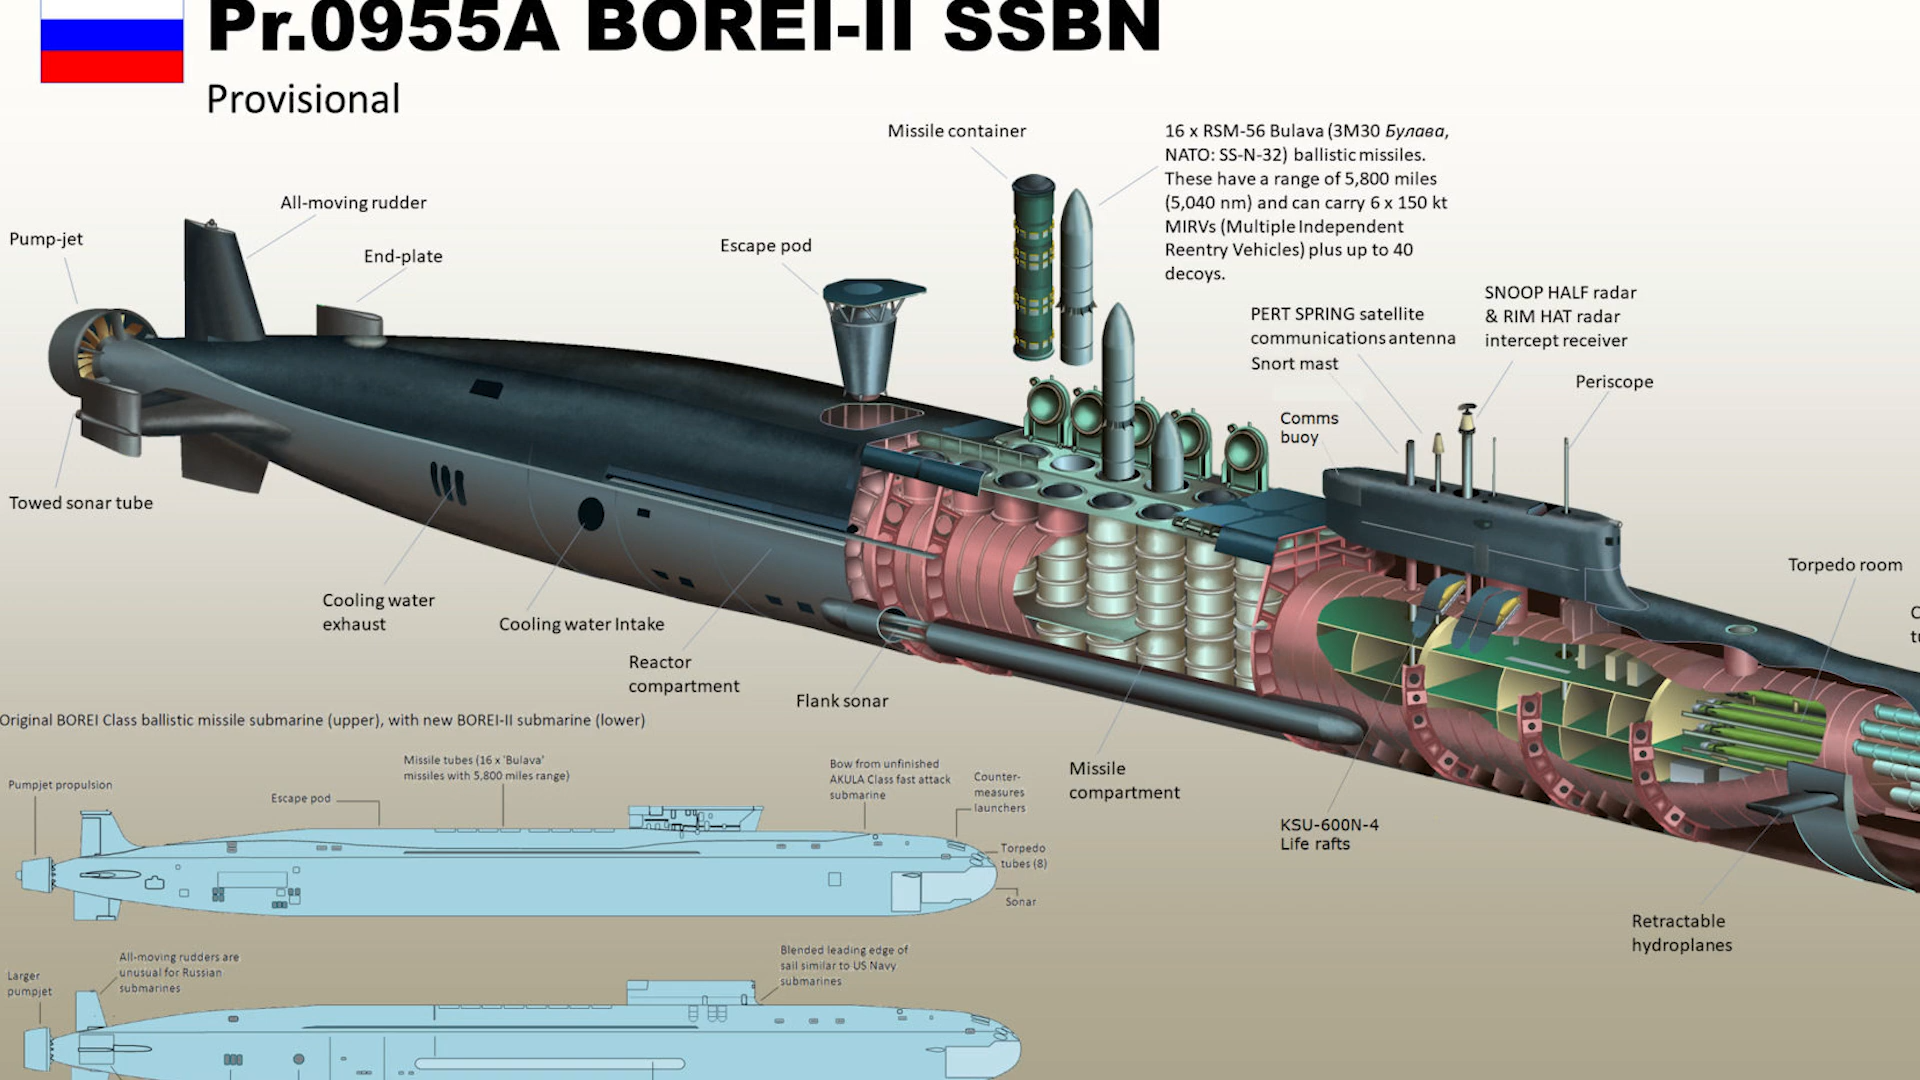 Pr.0955A BOREI-II SSBN
Provisional
Missile container
16 x RSM-56 Bulava (3M30 Булава,
NATO: SS-N-32) ballistic missiles.
These have a range of 5,800 miles
(5,040 nm) and can carry 6 x 150 kt
MIRVs (Multiple Independent
Reentry Vehicles) plus up to 40
decoys.
All-moving rudder
Pump-jet
End-plate
Escape pod
SNOOP HALF radar
& RIM HAT radar
intercept receiver
PERT SPRING satellite
communications antenna
Snort mast
Periscope
Comms
buoy
Towed sonar tube
Torpedo room
Cooling water
exhaust
Cooling water Intake
Reactor
compartment
Flank sonar
Missile
compartment
KSU-600N-4
Life rafts
Retractable
hydroplanes
Original BOREI Class ballistic missile submarine (upper), with new BOREI-II submarine (lower)
Pumpjet propulsion
Escape pod
Missile tubes (16 x 'Bulava'
missiles with 5,800 miles range)
Bow from unfinished
AKULA Class fast attack
submarine
Counter-
measures
launchers
Torpedo
tubes (8)
Sonar
Larger
pumpjet
All-moving rudders are
unusual for Russian
submarines
Blended leading edge of
sail similar to US Navy
submarines